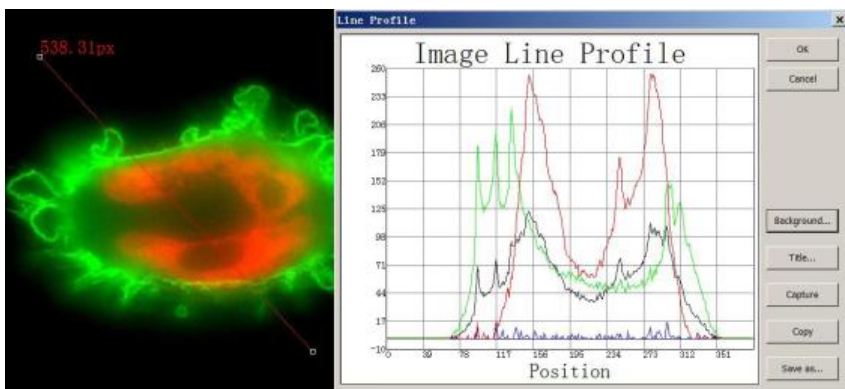 538.31px
Line Profile
Image Line Profile
OK
Cancel
Background...
Title...
Capture
Copy
Save as...
260
233
206
179
152
125
98
71
44
17
-10
0 39 78 117 156 195 234 273 312 351
Position